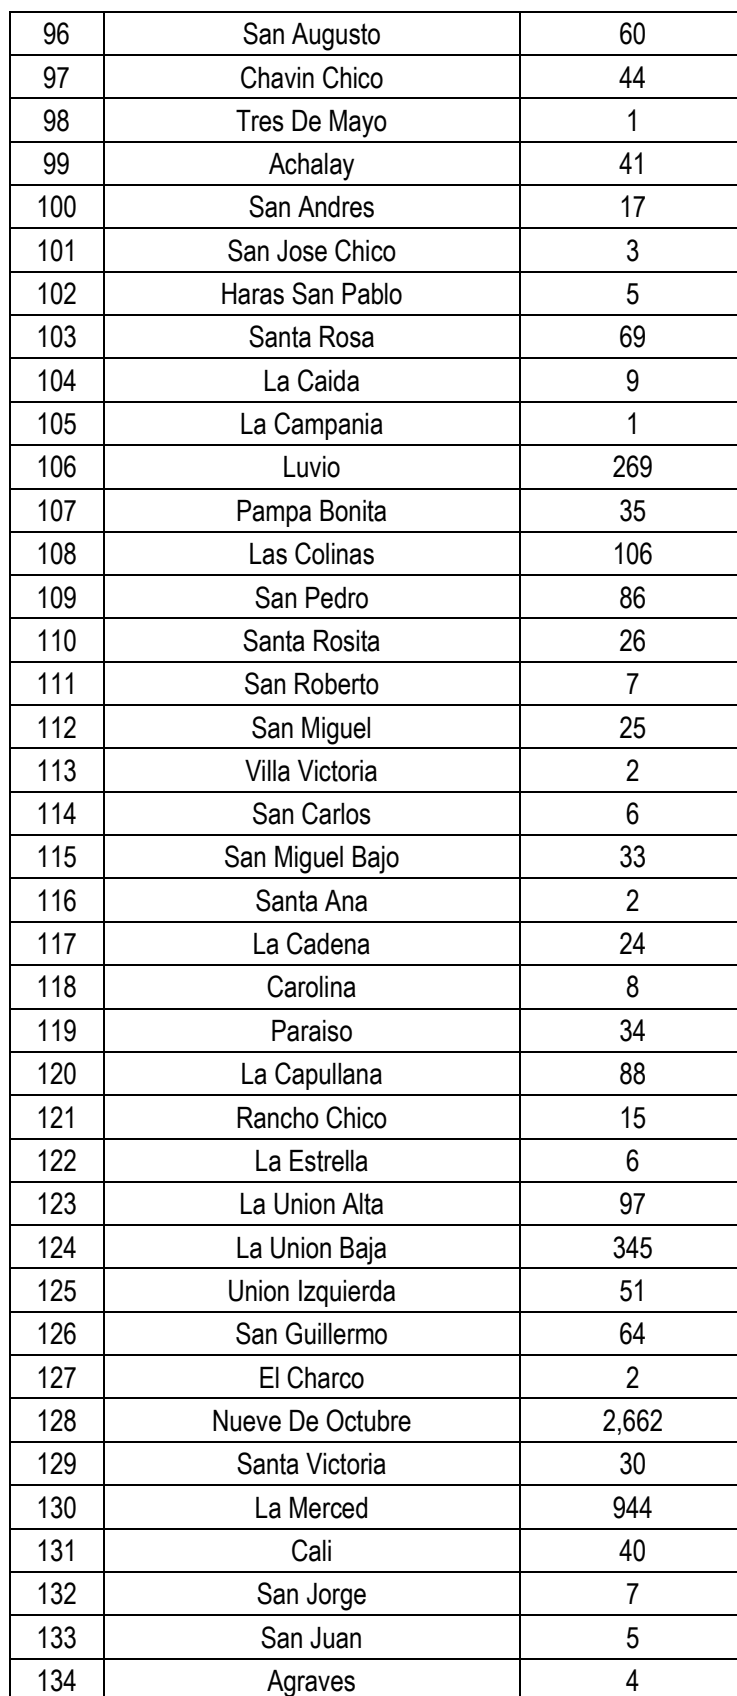 96 San Augusto 60
97 Chavin Chico 44
98 Tres De Mayo 1
99 Achalay 41
100 San Andres 17
101 San Jose Chico 3
102 Haras San Pablo 5
103 Santa Rosa 69
104 La Caida 9
105 La Campania 1
106 Luvio 269
107 Pampa Bonita 35
108 Las Colinas 106
109 San Pedro 86
110 Santa Rosita 26
111 San Roberto 7
112 San Miguel 25
113 Villa Victoria 2
114 San Carlos 6
115 San Miguel Bajo 33
116 Santa Ana 2
117 La Cadena 24
118 Carolina 8
119 Paraiso 34
120 La Capullana 88
121 Rancho Chico 15
122 La Estrella 6
123 La Union Alta 97
124 La Union Baja 345
125 Union Izquierda 51
126 San Guillermo 64
127 El Charco 2
128 Nueve De Octubre 2,662
129 Santa Victoria 30
130 La Merced 944
131 Cali 40
132 San Jorge 7
133 San Juan 5
134 Agraves 4